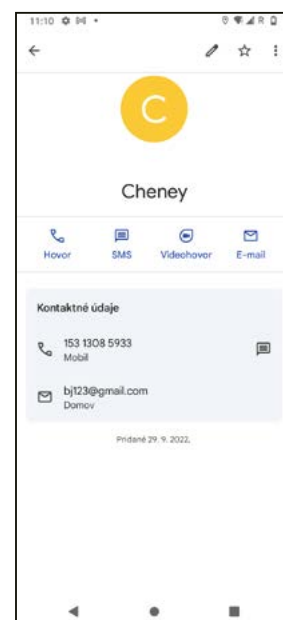 11:10
R
C
Cheney
Hovor SMS Videohovor E-mail
Kontaktné údaje
153 1308 5933
Mobil
bj123@gmail.com
Domov
Pridané 29. 9. 2022.